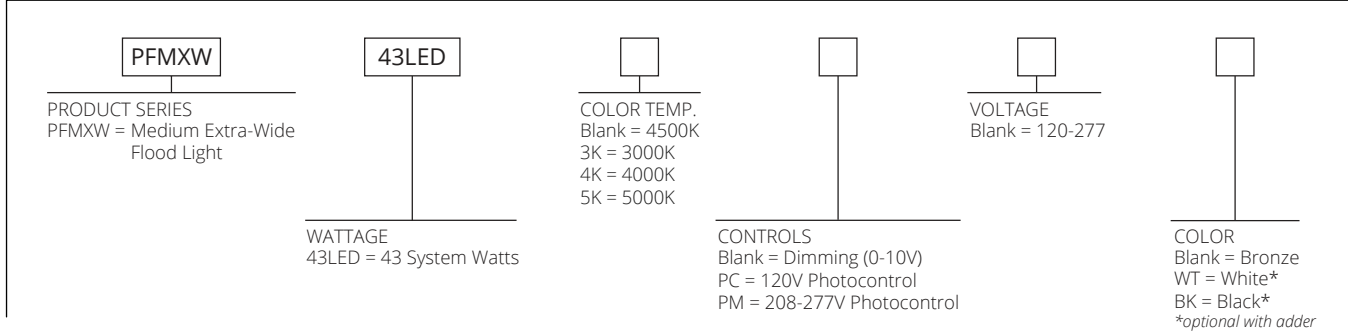 PFMXW
43LED
PRODUCT SERIES
PFMXW = Medium Extra-Wide
Flood Light
WATTAGE
43LED = 43 System Watts
COLOR TEMP.
Blank = 4500K
3K = 3000K
4K = 4000K
5K = 5000K
CONTROLS
Blank = Dimming (0-10V)
PC = 120V Photocontrol
PM = 208-277V Photocontrol
VOLTAGE
Blank = 120-277
COLOR
Blank = Bronze
WT = White*
BK = Black*
*optional with adder